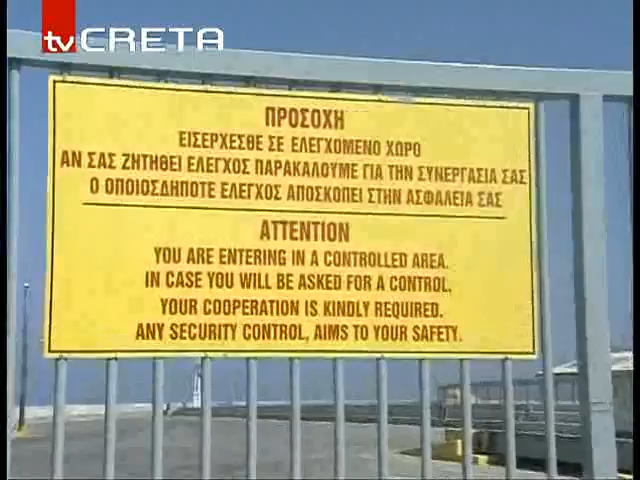 tv CRETA
ΠΡΟΣΟΧΗ
ΕΙΣΕΡΧΕΣΘΕ ΣΕ ΕΛΕΓΧΟΜΕΝΟ ΧΩΡΟ
ΑΝ ΣΑΣ ΖΗΤΗΘΕΙ ΕΛΕΓΧΟΣ ΠΑΡΑΚΑΛΟΥΜΕ ΓΙΑ ΤΗΝ ΣΥΝΕΡΓΑΣΙΑ ΣΑΣ
Ο ΟΠΟΙΟΣΔΗΠΟΤΕ ΕΛΕΓΧΟΣ ΑΠΟΣΚΟΠΕΙ ΣΤΗΝ ΑΣΦΑΛΕΙΑ ΣΑΣ
ATTENTION
YOU ARE ENTERING IN A CONTROLLED AREA.
IN CASE YOU WILL BE ASKED FOR A CONTROL.
YOUR COOPERATION IS KINDLY REQUIRED.
ANY SECURITY CONTROL, AIMS TO YOUR SAFETY.